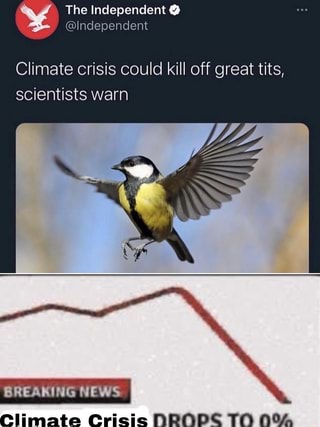 The Independent
@Independent
Climate crisis could kill off great tits,
scientists warn
BREAKING NEWS
Climate Crisis DROPS TO 0%